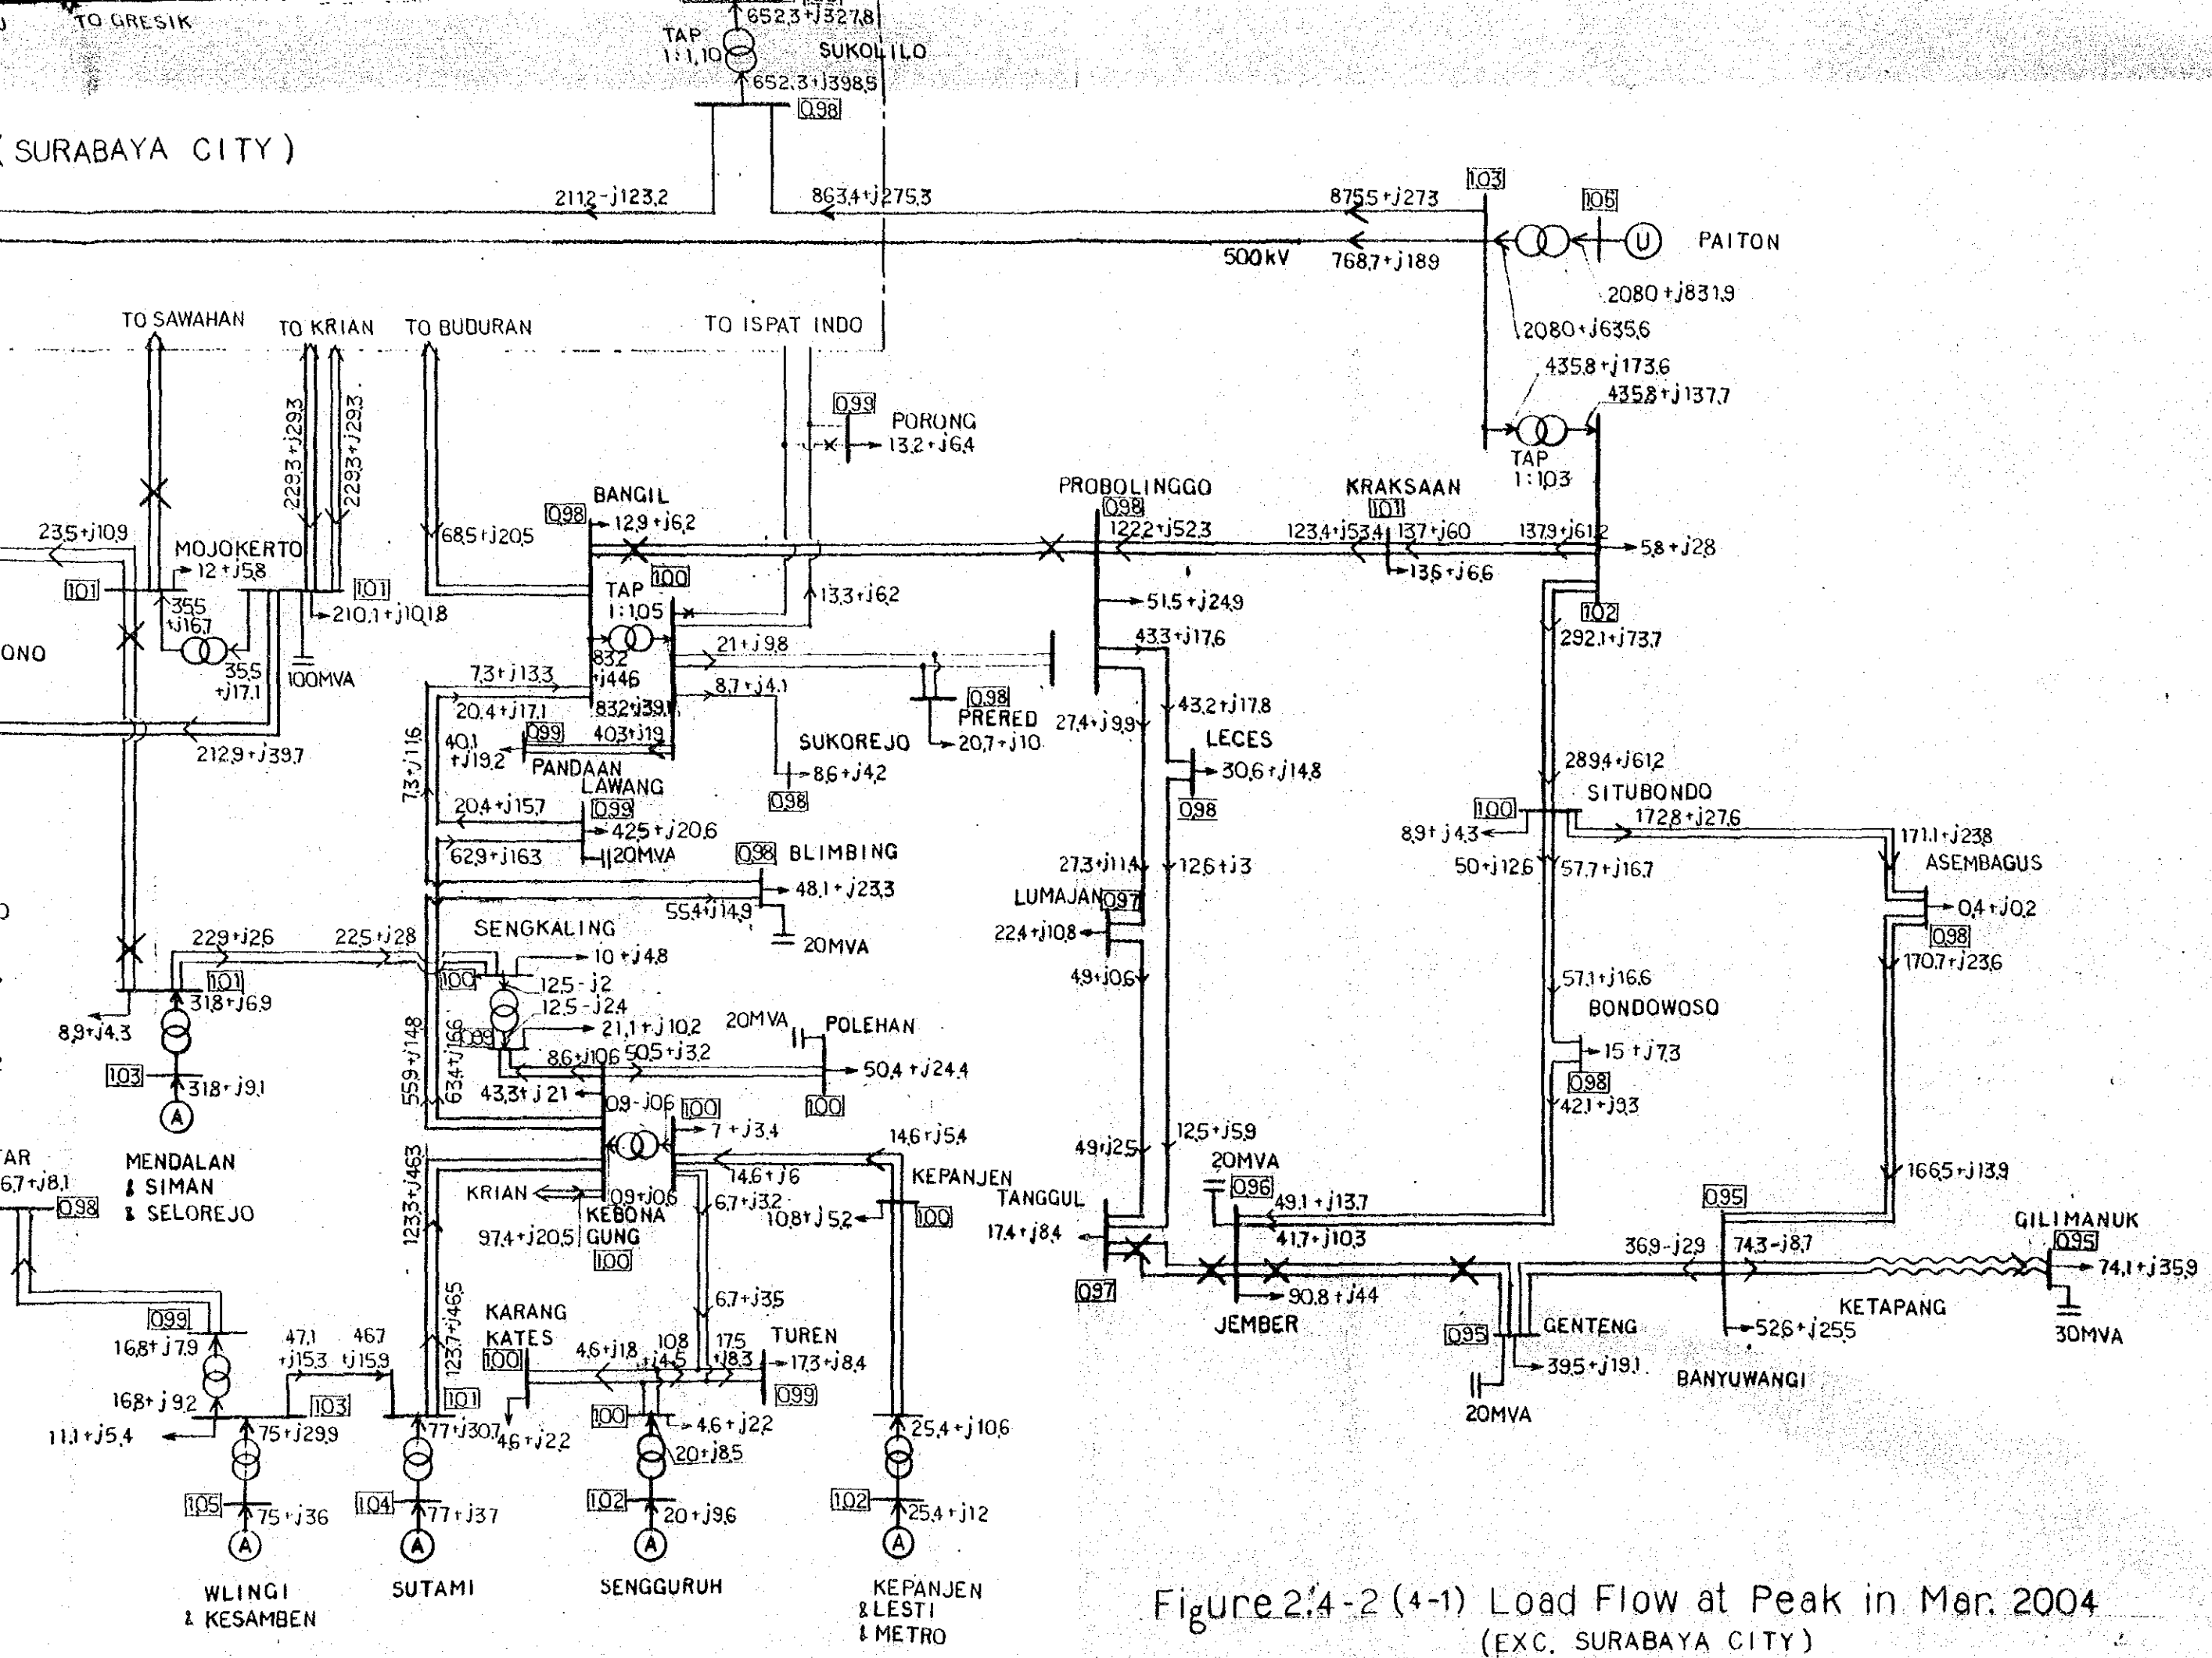 TO GRESIK
652.3+j327.8
TAP
1:1.10
SUKOLILO
652.3+j398.5
0.98
(SURABAYA CITY)
211.2-j123.2
863.4+j275.3
875.5+j273
1.03
1.05
U
PAITON
500kV
768.7+j189
2080+j831.9
2080+j635.6
435.8+j173.6
435.8+j137.7
TAP
1:1.03
TO SAWAHAN
TO KRIAN
TO BUDURAN
TO ISPAT INDO
229.3+j29.3
229.3+j29.3
0.99
PORONG
13.2+j6.4
BANGIL
0.98
12.9+j6.2
68.5+j20.5
PROBOLINGGO
0.98
122.2+j52.3
KRAKSAAN
1.01
123.4+j53.4
137+j60
137.9+j61.2
5.8+j2.8
13.6+j6.6
23.5+j10.9
MOJOKERTO
12+j5.8
1.01
1.01
35.5
+j16.7
210.1+j101.8
35.5
+j17.1
100MVA
ONO
212.9+j39.7
TAP
1:1.05
1.00
13.3+j6.2
83.2
+j44.6
83.2+j39.1
21+j9.8
8.7+j4.1
7.3+j13.3
20.4+j17.1
0.99
40.3+j19
40.1
+j19.2
PANDAAN
0.98
PRERED
20.7+j10
SUKOREJO
8.6+j4.2
0.98
51.5+j24.9
43.3+j17.6
43.2+j17.8
27.4+j9.9
LECES
30.6+j14.8
0.98
1.02
292.1+j73.7
289.4+j61.2
SITUBONDO
1.00
8.9+j4.3
172.8+j27.6
171.1+j23.8
ASEMBAGUS
0.4+j0.2
0.98
170.7+j23.6
50+j12.6
57.7+j16.7
7.3+j11.6
LAWANG
0.99
20.4+j15.7
42.5+j20.6
20MVA
62.9+j16.3
0.98
BLIMBING
48.1+j23.3
55.4+j14.9
20MVA
27.3+j11.4
12.6+j3
LUMAJAN
0.97
22.4+j10.8
4.9+j0.6
22.9+j2.6
22.5+j2.8
SENGKALING
10+j4.8
1.00
12.5-j2
12.5-j2.4
21.1+j10.2
0.99
1.01
31.8+j6.9
8.9+j4.3
1.03
31.8+j9.1
A
MENDALAN
& SIMAN
& SELOREJO
20MVA
POLEHAN
50.4+j24.4
1.00
8.6+j10.6
50.5+j3.2
43.3+j21
55.9+j14.8
63.4+j16.6
0.9-j0.6
1.00
7+j3.4
14.6+j5.4
14.6+j6
KEPANJEN
10.8+j5.2
1.00
6.7+j3.2
KRIAN
0.9+j0.6
KEBONA
GUNG
97.4+j20.5
1.00
123.3+j46.3
123.7+j46.5
57.1+j16.6
BONDOWOSO
15+j7.3
0.98
42.1+j9.3
4.9+j2.5
12.5+j5.9
20MVA
0.96
TANGGUL
17.4+j8.4
0.97
49.1+j13.7
41.7+j10.3
JEMBER
90.8+j44
166.5+j13.9
0.95
36.9-j2.9
74.3-j8.7
GILIMANUK
0.95
74.1+j35.9
KETAPANG
30MVA
52.6+j25.5
BANYUWANGI
0.95
GENTENG
39.5+j19.1
20MVA
TAR
6.7+j8.1
0.98
0.99
16.8+j7.9
47.1
+j15.3
46.7
+j15.9
16.8+j9.2
1.03
11.1+j5.4
75+j29.9
1.01
77+j30.7
KARANG
KATES
1.00
4.6+j1.8
10.8
+j4.5
17.5
+j8.3
6.7+j3.5
TUREN
17.3+j8.4
0.99
4.6+j2.2
1.00
4.6+j2.2
20+j8.5
25.4+j10.6
1.05
75+j36
1.04
77+j37
1.02
20+j9.6
1.02
25.4+j12
A
A
A
A
WLINGI
& KESAMBEN
SUTAMI
SENGGURUH
KEPANJEN
& LESTI
& METRO
Figure 2.4-2 (4-1) Load Flow at Peak in Mar. 2004
(EXC. SURABAYA CITY)